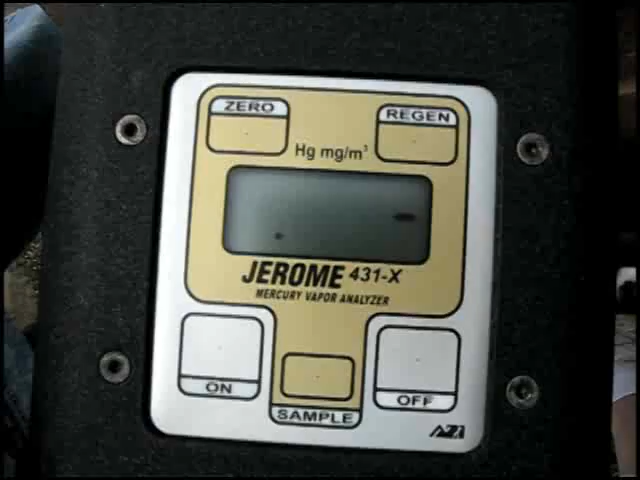 ZERO
REGEN
Hg mg/m³
JEROME 431-X
MERCURY VAPOR ANALYZER
ON
SAMPLE
OFF
AZI